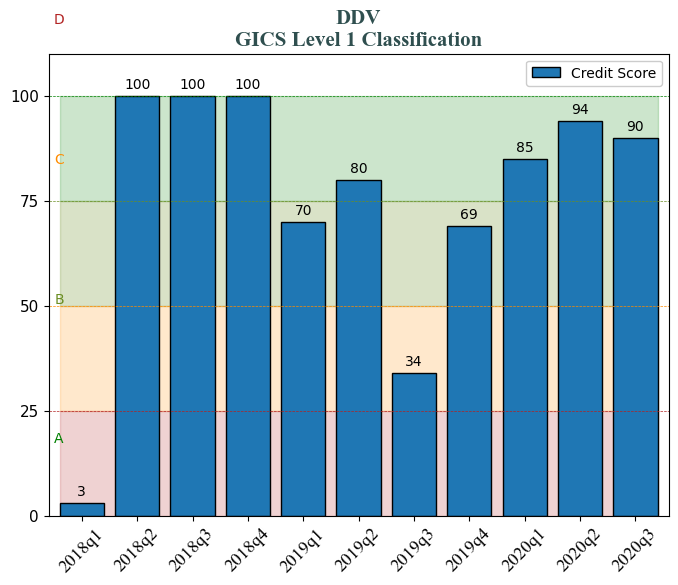 D
DDV
GICS Level 1 Classification
Credit Score
100
100
100
100
94
90
C
85
80
75
70
69
B
50
34
25
A
3
0
2018q1
2018q2
2018q3
2018q4
2019q1
2019q2
2019q3
2019q4
2020q1
2020q2
2020q3